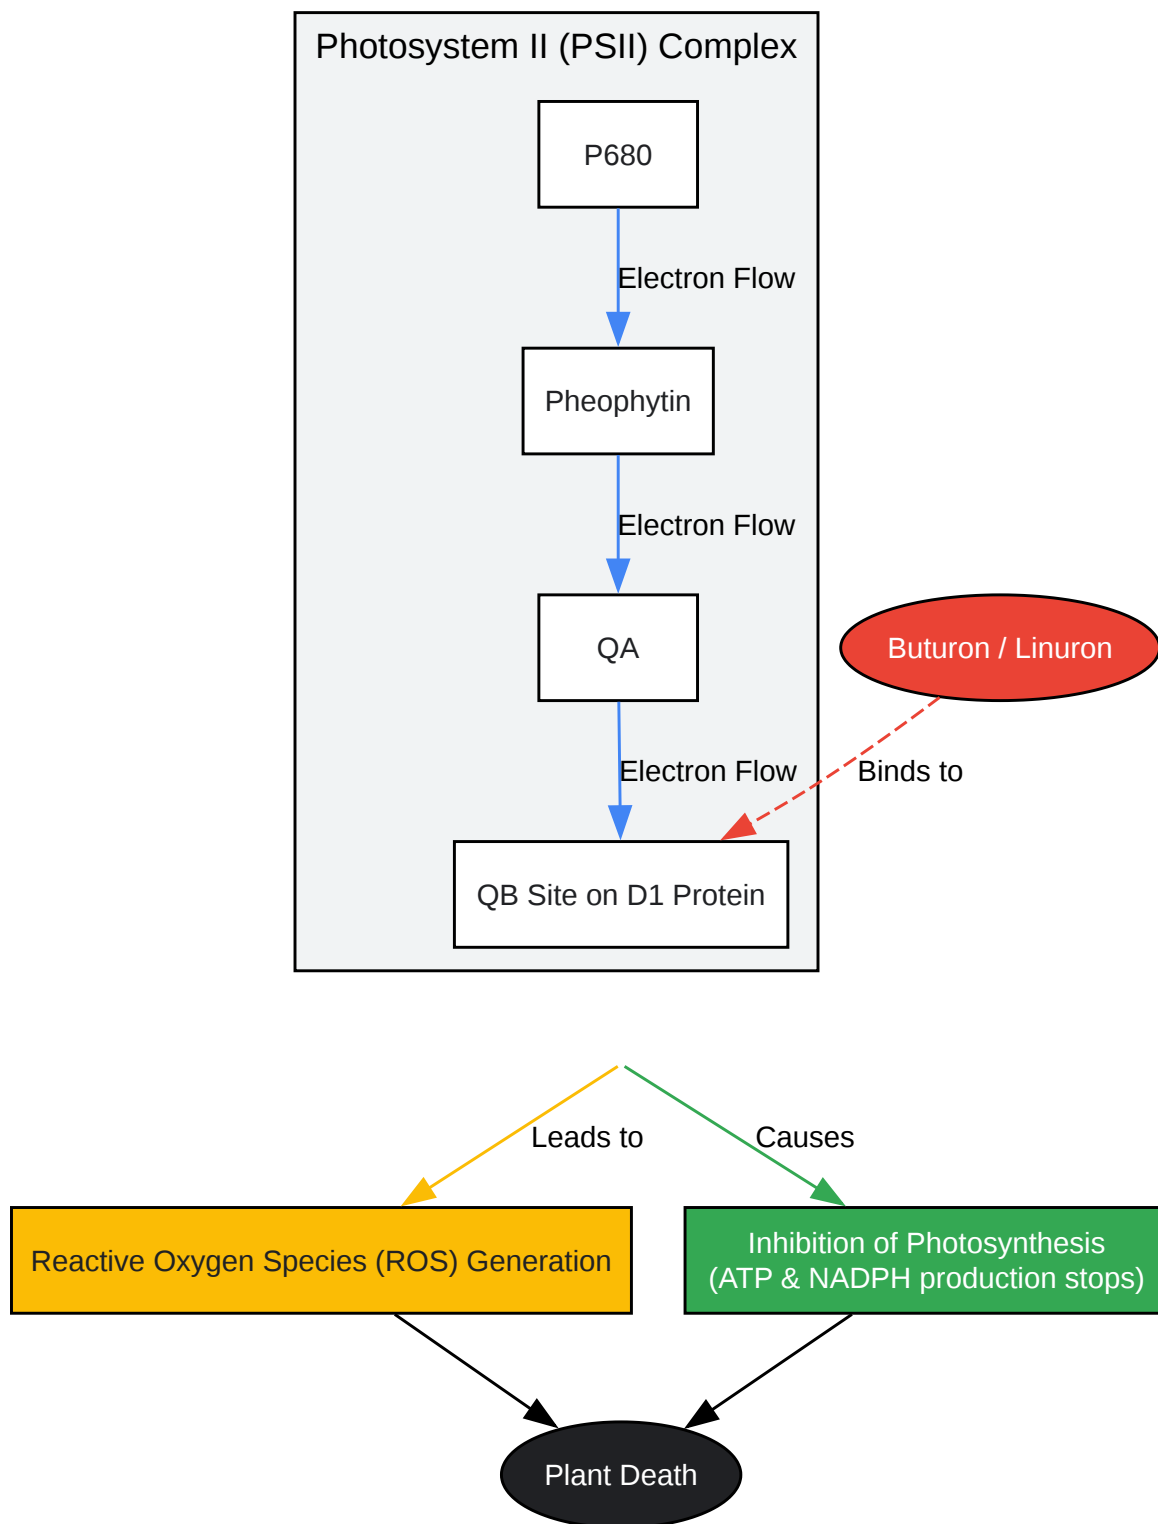 Photosystem II (PSII) Complex
P680
Electron Flow
Pheophytin
Electron Flow
QA
Buturon / Linuron
Electron Flow
Binds to
QB Site on D1 Protein
Leads to
Causes
Reactive Oxygen Species (ROS) Generation
Inhibition of Photosynthesis
(ATP & NADPH production stops)
Plant Death